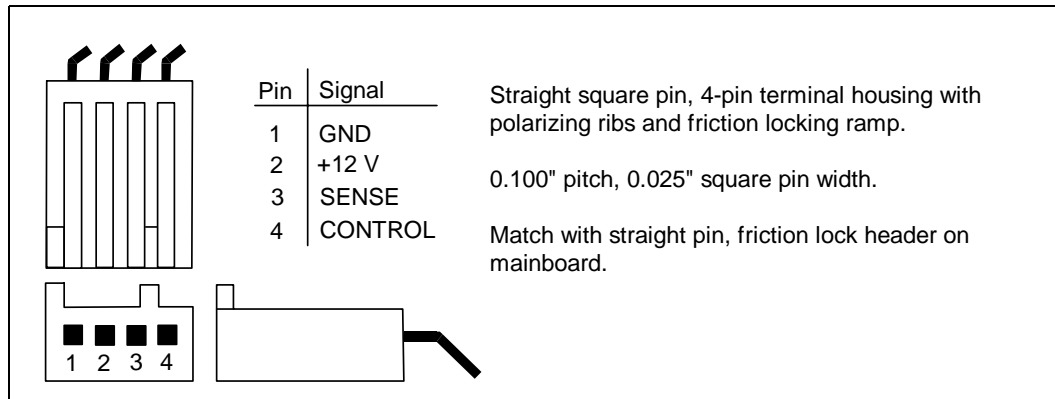 Pin Signal
1 GND
2 +12 V
3 SENSE
4 CONTROL
Straight square pin, 4-pin terminal housing with
polarizing ribs and friction locking ramp.
0.100" pitch, 0.025" square pin width.
Match with straight pin, friction lock header on
mainboard.
1 2 3 4